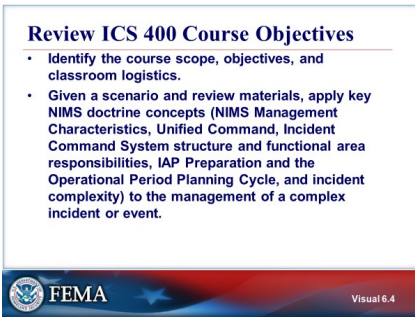 Review ICS 400 Course Objectives
• Identify the course scope, objectives, and
classroom logistics.
• Given a scenario and review materials, apply key
NIMS doctrine concepts (NIMS Management
Characteristics, Unified Command, Incident
Command System structure and functional area
responsibilities, IAP Preparation and the
Operational Period Planning Cycle, and incident
complexity) to the management of a complex
incident or event.
FEMA
Visual 6.4